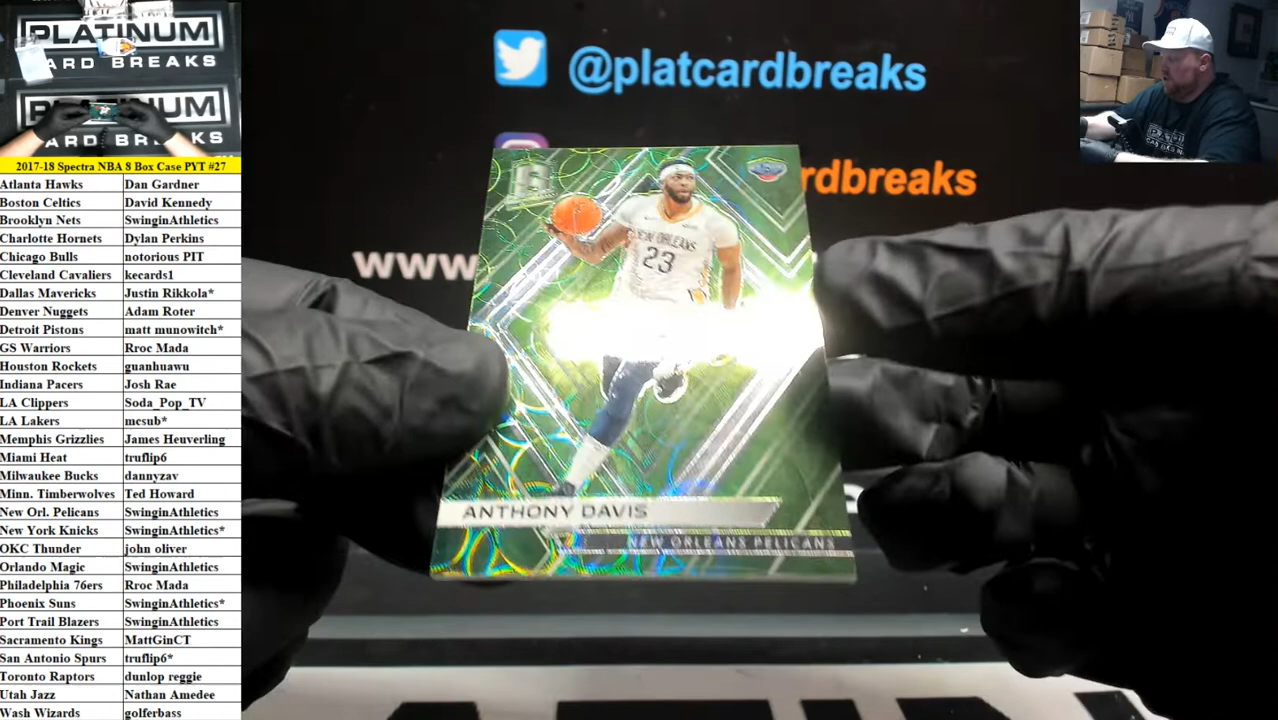 PLATINUM
ARD BREAKS
PLATINUM
ARD BR KS
2017-18 Spectra NBA 8 Box Case PYT #27
Atlanta Hawks Dan Gardner
Boston Celtics David Kennedy
Brooklyn Nets SwinginAthletics
Charlotte Hornets Dylan Perkins
Chicago Bulls notorious PIT
Cleveland Cavaliers kecards1
Dallas Mavericks Justin Rikkola*
Denver Nuggets Adam Roter
Detroit Pistons matt munowitch*
GS Warriors Rroc Mada
Houston Rockets guanhuawu
Indiana Pacers Josh Rae
LA Clippers Soda_Pop_TV
LA Lakers mcsub*
Memphis Grizzlies James Heuverling
Miami Heat truflip6
Milwaukee Bucks dannyzav
Minn. Timberwolves Ted Howard
New Orl. Pelicans SwinginAthletics
New York Knicks SwinginAthletics*
OKC Thunder john oliver
Orlando Magic SwinginAthletics
Philadelphia 76ers Rroc Mada
Phoenix Suns SwinginAthletics*
Port Trail Blazers SwinginAthletics
Sacramento Kings MattGinCT
San Antonio Spurs truflip6*
Toronto Raptors dunlop reggie
Utah Jazz Nathan Amedee
Wash Wizards golferbass
@platcardbreaks
rdbreaks
www.
NEW ORLEANS
23
ANTHONY DAVIS
NEW ORLEANS PELICANS